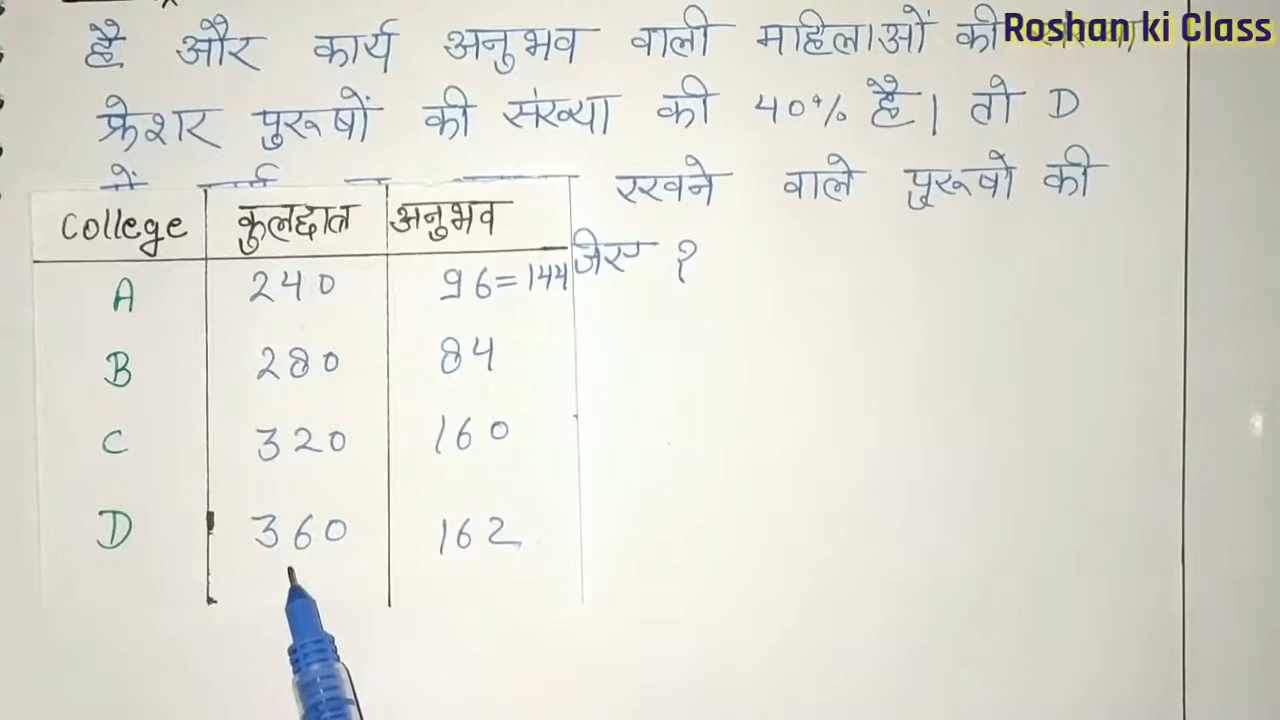 Roshan ki Class
है और कार्य अनुभव वाली महिलाओं की
फ्रेशर पुरूषों की संख्या की 40% है। तो D
रखने वाले पुरूषो की
जिए ?
College कुलछात्र अनुभव
A 240 96=144
B 280 84
C 320 160
D 360 162